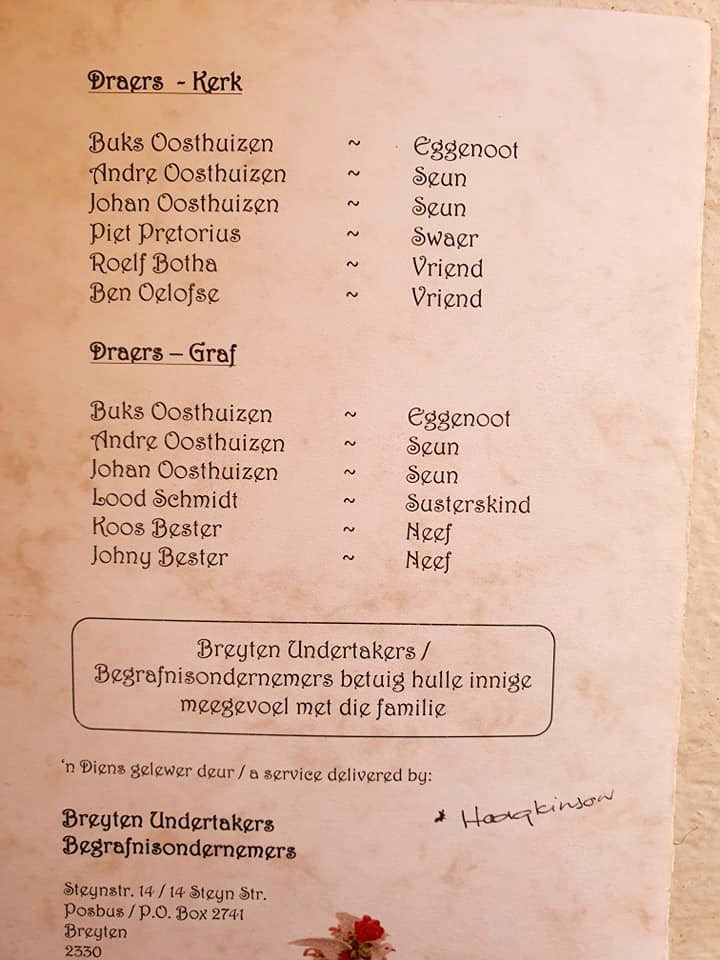 Draers - Kerk
Buks Oosthuizen ~ Eggenoot
Andre Oosthuizen ~ Seun
Johan Oosthuizen ~ Seun
Piet Pretorius ~ Swaer
Roelf Botha ~ Vriend
Ben Oelofse ~ Vriend
Draers – Graf
Buks Oosthuizen ~ Eggenoot
Andre Oosthuizen ~ Seun
Johan Oosthuizen ~ Seun
Lood Schmidt ~ Susterskind
Koos Bester ~ Neef
Johny Bester ~ Neef
Breyten Undertakers /
Begrafnisondernemers betuig hulle innige
meegevoel met die familie
'n Diens gelewer deur / a service delivered by:
* Hoogkinson
Breyten Undertakers
Begrafnisondernemers
Steynstr. 14 / 14 Steyn Str.
Posbus / P.O. Box 2741
Breyten
2330